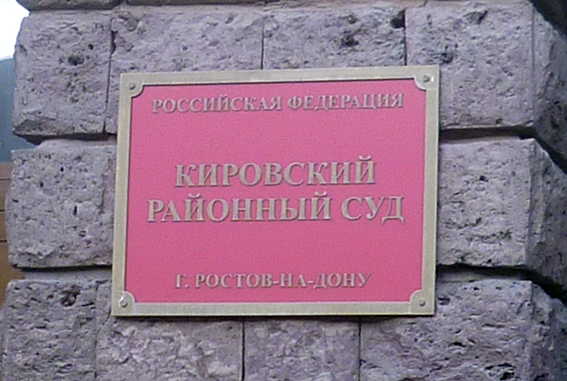 РОССИЙСКАЯ ФЕДЕРАЦИЯ
КИРОВСКИЙ
РАЙОННЫЙ СУД
Г. РОСТОВ-НА-ДОНУ